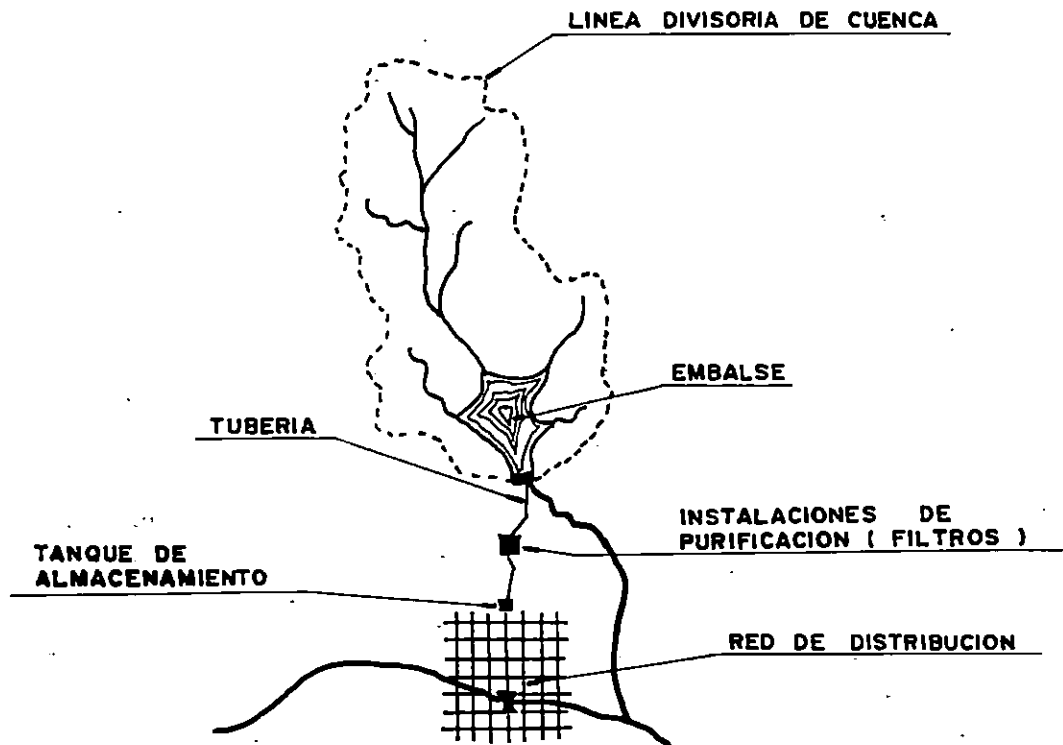 LINEA DIVISORIA DE CUENCA
EMBALSE
TUBERIA
INSTALACIONES DE
PURIFICACION ( FILTROS )
TANQUE DE
ALMACENAMIENTO
RED DE DISTRIBUCION